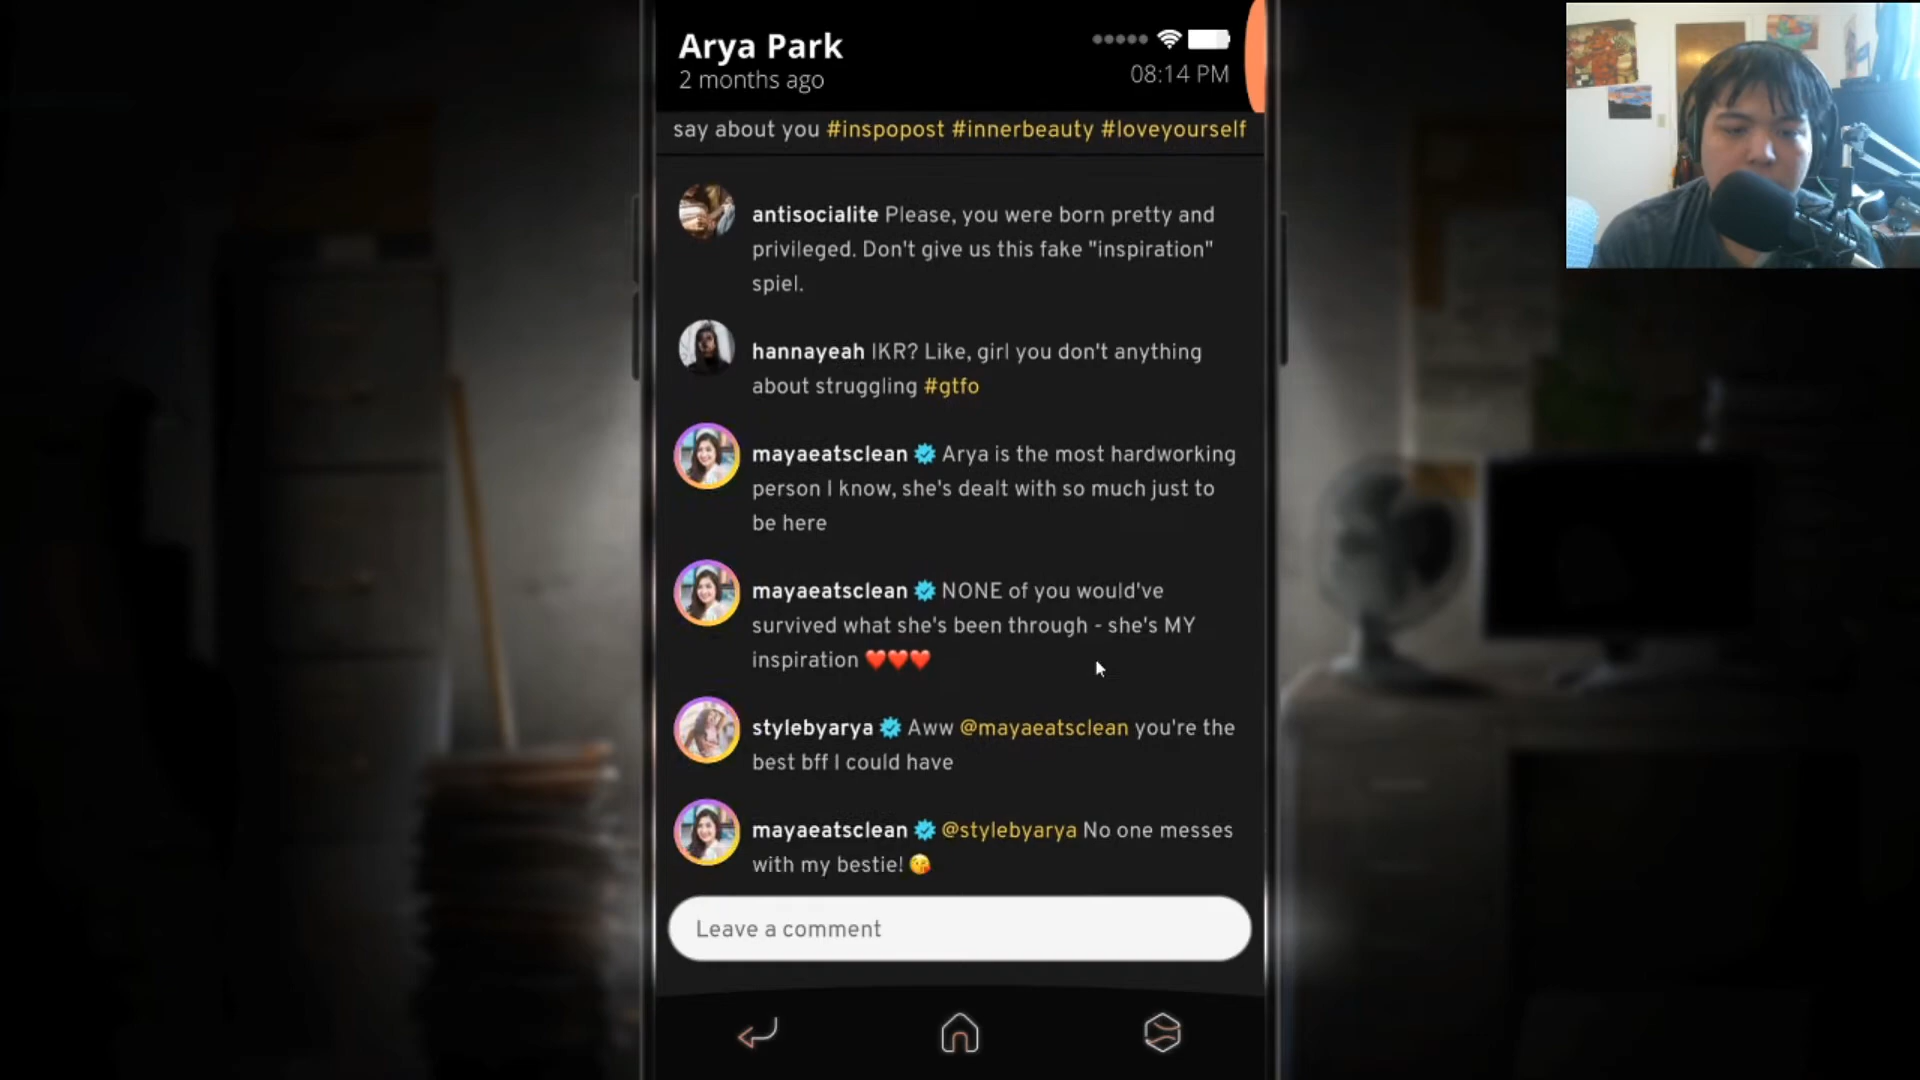 Arya Park
2 months ago
08:14 PM
say about you #inspopost #innerbeauty #loveyourself
antisocialite Please, you were born pretty and
privileged. Don't give us this fake "inspiration"
spiel.
hannayeah IKR? Like, girl you don't anything
about struggling #gtfo
mayaeatsclean Arya is the most hardworking
person I know, she's dealt with so much just to
be here
mayaeatsclean NONE of you would've
survived what she's been through - she's MY
inspiration ❤️❤️❤️
stylebyarya Aww @mayaeatsclean you're the
best bff I could have
mayaeatsclean @stylebyarya No one messes
with my bestie! 😘
Leave a comment